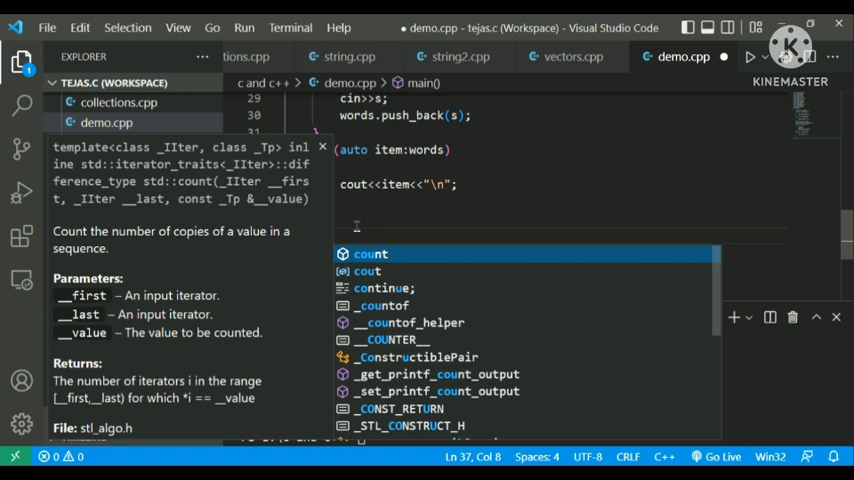 File Edit Selection View Go Run Terminal Help
● demo.cpp - tejas.c (Workspace) - Visual Studio Code
K
KINEMASTER
EXPLORER
TEJAS.C (WORKSPACE)
collections.cpp
demo.cpp
1
tions.cpp string.cpp string2.cpp vectors.cpp demo.cpp
c and c++ > demo.cpp > main()
29 cin>>s;
30 words.push_back(s);
31 }
(auto item:words)
cout<<item<<"\n";
template<class _IIter, class _Tp> inl
ine std::iterator_traits<_IIter>::dif
ference_type std::count(_IIter __firs
t, _IIter __last, const _Tp &__value)
Count the number of copies of a value in a
sequence.
Parameters:
__first – An input iterator.
__last – An input iterator.
__value – The value to be counted.
Returns:
The number of iterators i in the range
[__first,__last) for which *i == __value
File: stl_algo.h
count
cout
continue;
_countof
__countof_helper
__COUNTER__
_ConstructiblePair
_get_printf_count_output
_set_printf_count_output
_CONST_RETURN
_STL_CONSTRUCT_H
0 0 Ln 37, Col 8 Spaces: 4 UTF-8 CRLF C++ Go Live Win32